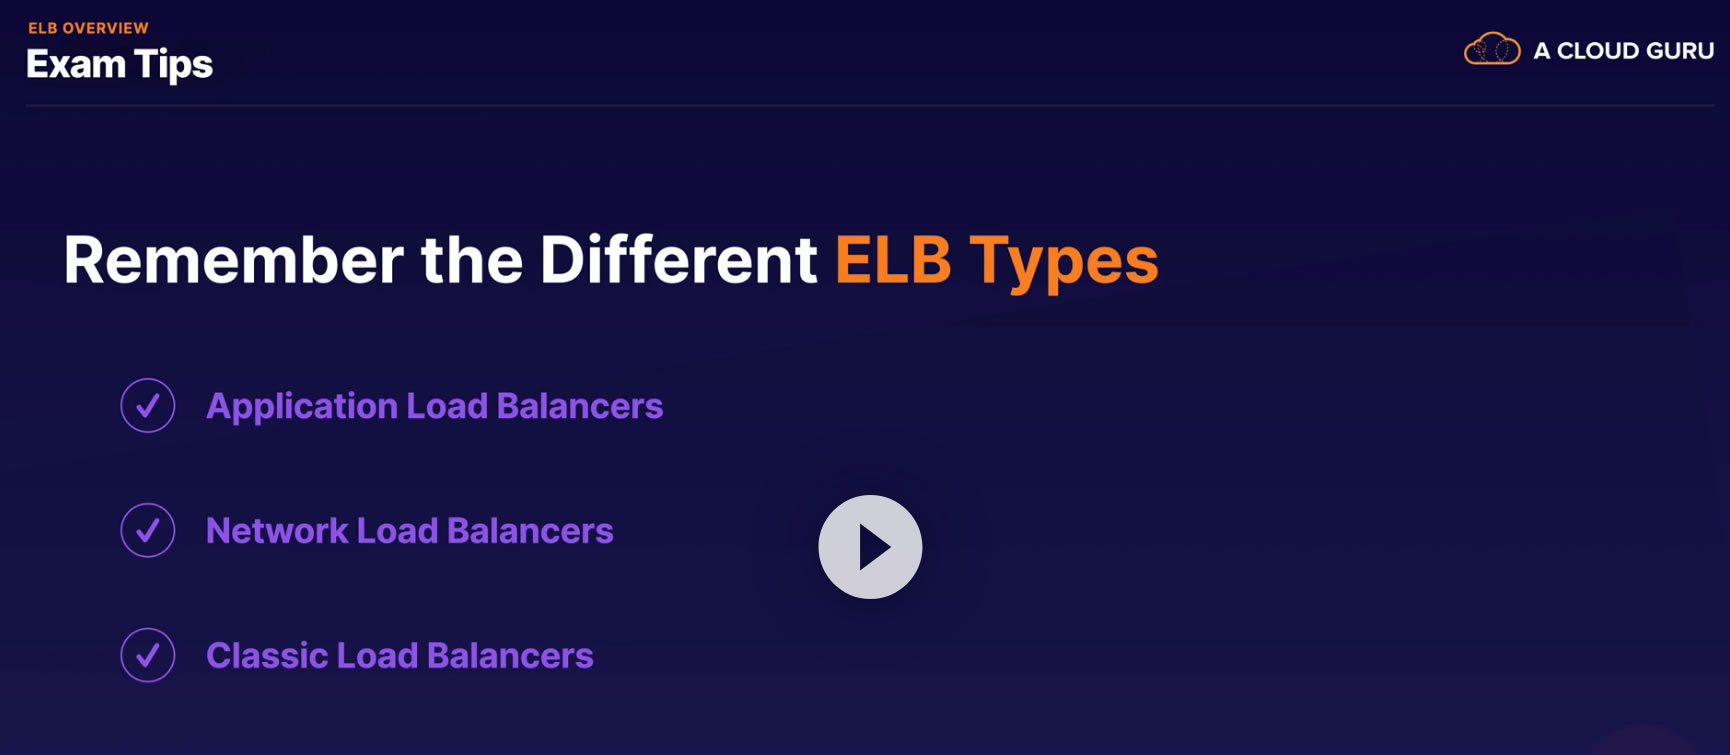 ELB OVERVIEW
Exam Tips
A CLOUD GURU
Remember the Different ELB Types
Application Load Balancers
Network Load Balancers
Classic Load Balancers